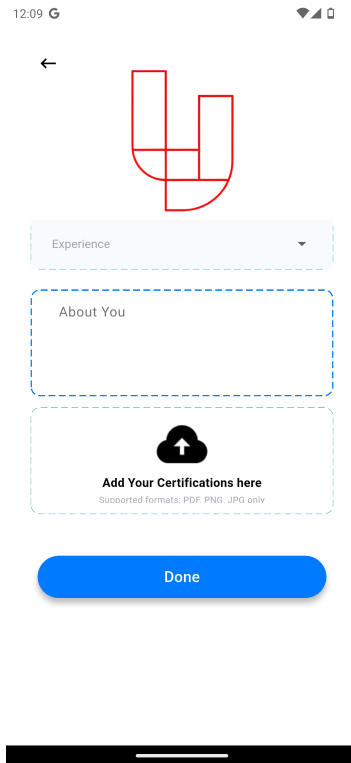 12:09 G
Experience
About You
Add Your Certifications here
Supported formats: PDF, PNG, JPG only
Done